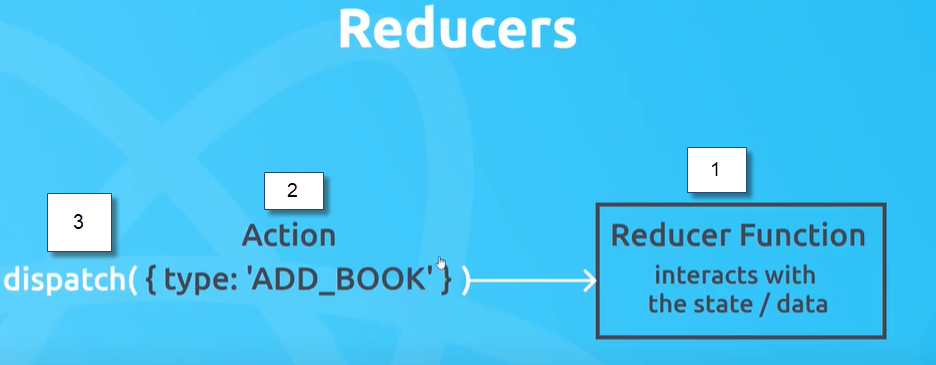 Reducers
1
2
3
Action
Reducer Function
dispatch( { type: 'ADD_BOOK' } )
interacts with
the state / data